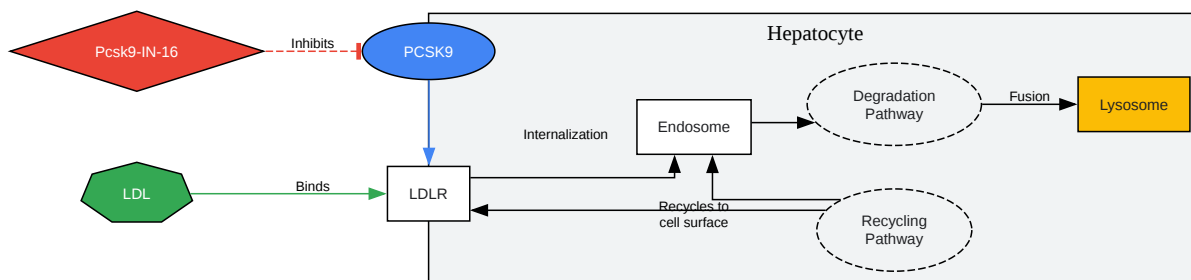 Hepatocyte
Pcsk9-IN-16
Inhibits
PCSK9
Degradation
Pathway
Fusion
Lysosome
Internalization
Endosome
LDL
Binds
LDLR
Recycles to
cell surface
Recycling
Pathway